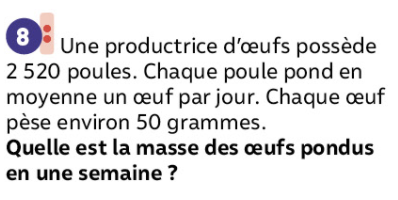 8 Une productrice d'œufs possède
2 520 poules. Chaque poule pond en
moyenne un œuf par jour. Chaque œuf
pèse environ 50 grammes.
Quelle est la masse des œufs pondus
en une semaine ?